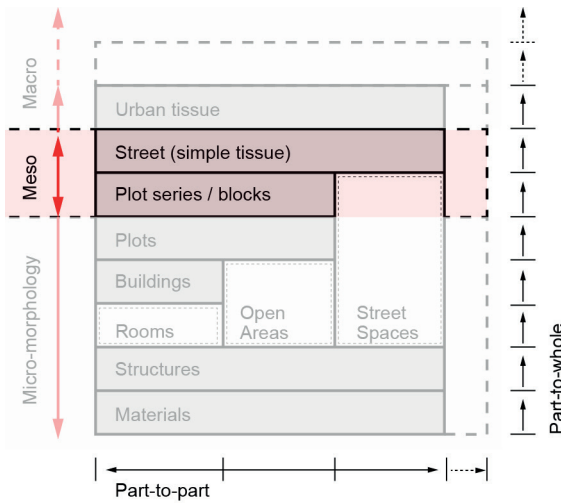 Macro
Urban tissue
Meso
Street (simple tissue)
Plot series / blocks
Micro-morphology
Plots
Buildings
Rooms
Open
Areas
Street
Spaces
Structures
Materials
Part-to-whole
Part-to-part